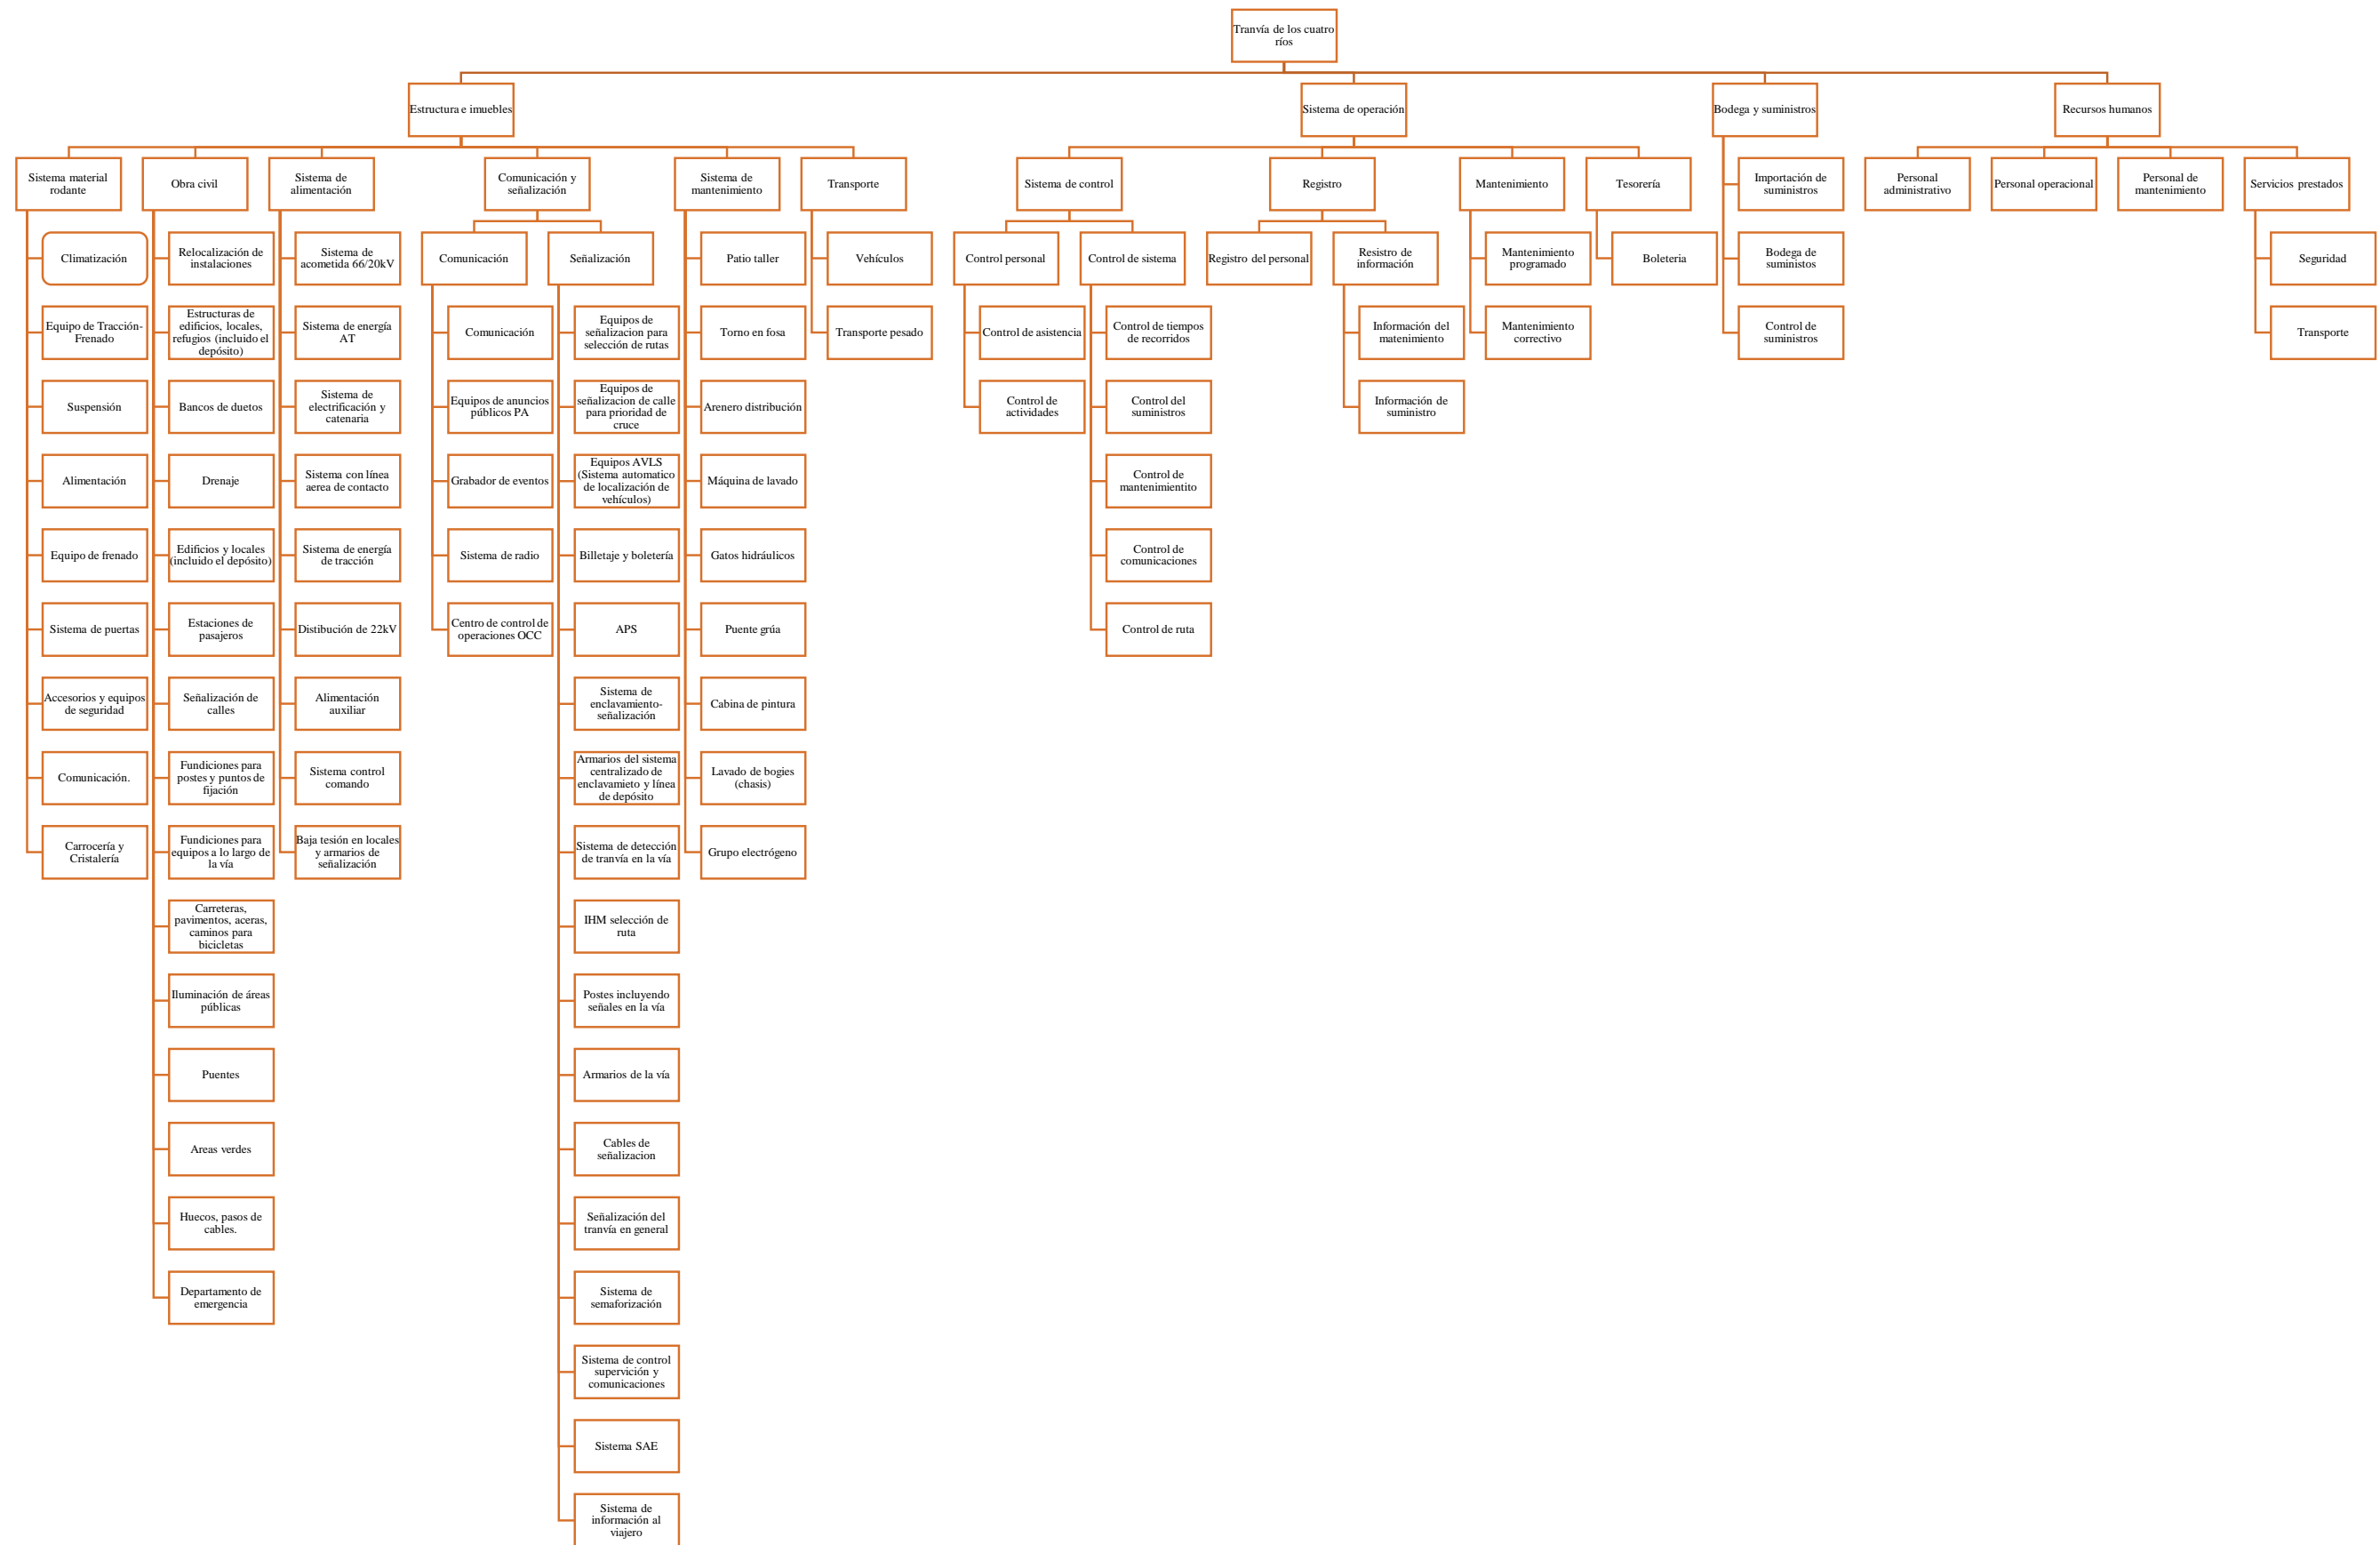 Tranvía de los cuatro
ríos
Estructura e imuebles
Sistema de operación
Bodega y suministros
Recursos humanos
Sistema material
rodante
Obra civil
Sistema de
alimentación
Comunicación y
señalización
Sistema de
mantenimiento
Transporte
Sistema de control
Registro
Mantenimiento
Tesorería
Importación de
suministros
Personal
administrativo
Personal operacional
Personal de
mantenimiento
Servicios prestados
Climatización
Relocalización de
instalaciones
Sistema de
acometida 66/20kV
Comunicación
Señalización
Patio taller
Vehículos
Control personal
Control de sistema
Registro del personal
Resistro de
información
Mantenimiento
programado
Boleteria
Bodega de
suministos
Seguridad
Equipo de Tracción-
Frenado
Estructuras de
edificios, locales,
refugios (incluido el
depósito)
Sistema de energía
AT
Comunicación
Equipos de
señalizacion para
selección de rutas
Torno en fosa
Transporte pesado
Control de asistencia
Control de tiempos
de recorridos
Información del
matenimiento
Mantenimiento
correctivo
Control de
suministros
Transporte
Suspensión
Bancos de duetos
Sistema de
electrificación y
catenaria
Equipos de anuncios
públicos PA
Equipos de
señalizacion de calle
para prioridad de
cruce
Arenero distribución
Control de
actividades
Control del
suministros
Información de
suministro
Alimentación
Drenaje
Sistema con línea
aerea de contacto
Grabador de eventos
Equipos AVLS
(Sistema automatico
de localización de
vehículos)
Máquina de lavado
Control de
mantenimientito
Equipo de frenado
Edificios y locales
(incluido el depósito)
Sistema de energía
de tracción
Sistema de radio
Billetaje y boletería
Gatos hidráulicos
Control de
comunicaciones
Sistema de puertas
Estaciones de
pasajeros
Distibución de 22kV
Centro de control de
operaciones OCC
APS
Puente grúa
Control de ruta
Accesorios y equipos
de seguridad
Señalización de
calles
Alimentación
auxiliar
Sistema de
enclavamiento-
señalización
Cabina de pintura
Comunicación.
Fundiciones para
postes y puntos de
fijación
Sistema control
comando
Armarios del sistema
centralizado de
enclavamieto y línea
de depósito
Lavado de bogies
(chasis)
Carrocería y
Cristalería
Fundiciones para
equipos a lo largo de
la vía
Baja tesión en locales
y armarios de
señalización
Sistema de detección
de tranvía en la vía
Grupo electrógeno
Carreteras,
pavimentos, aceras,
caminos para
bicicletas
IHM selección de
ruta
Iluminación de áreas
públicas
Postes incluyendo
señales en la vía
Puentes
Armarios de la vía
Areas verdes
Cables de
señalizacion
Huecos, pasos de
cables.
Señalización del
tranvía en general
Departamento de
emergencia
Sistema de
semaforización
Sistema de control
supervición y
comunicaciones
Sistema SAE
Sistema de
información al
viajero